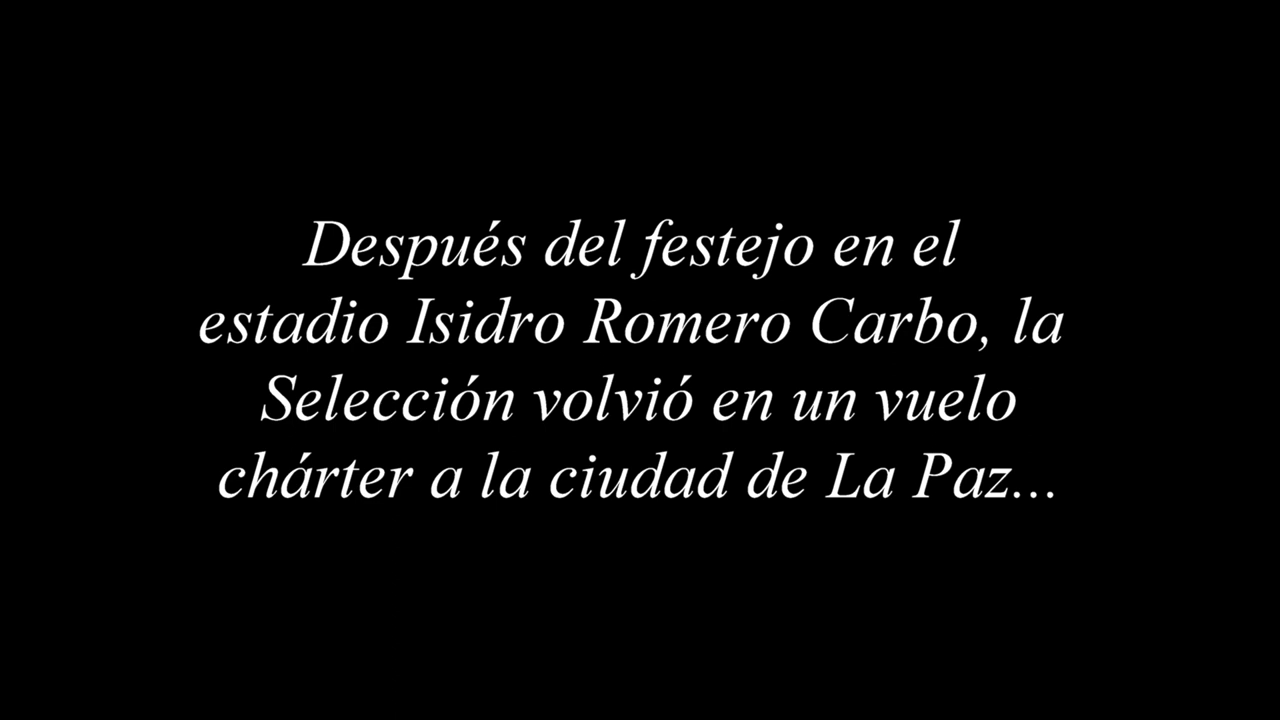 Después del festejo en el
estadio Isidro Romero Carbo, la
Selección volvió en un vuelo
chárter a la ciudad de La Paz...